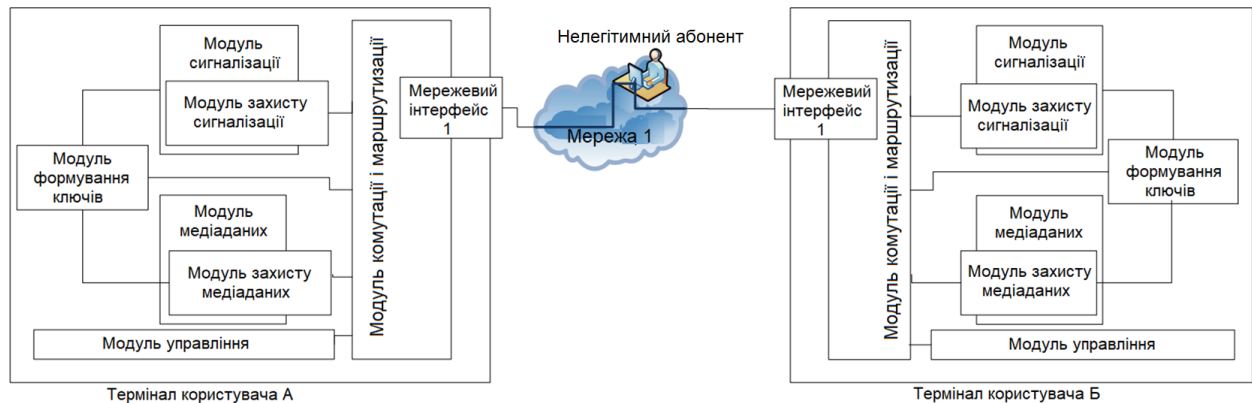 Модуль
сигналізації
Модуль захисту
сигналізації
Модуль
формування
ключів
Модуль
медіаданих
Модуль захисту
медіаданих
Модуль управління
Модуль комутації і маршрутизації
Мережевий
інтерфейс
1
Термінал користувача А
Нелегітимний абонент
Мережа 1
Мережевий
інтерфейс
1
Модуль комутації і маршрутизації
Модуль
сигналізації
Модуль захисту
сигналізації
Модуль
формування
ключів
Модуль
медіаданих
Модуль захисту
медіаданих
Модуль управління
Термінал користувача Б